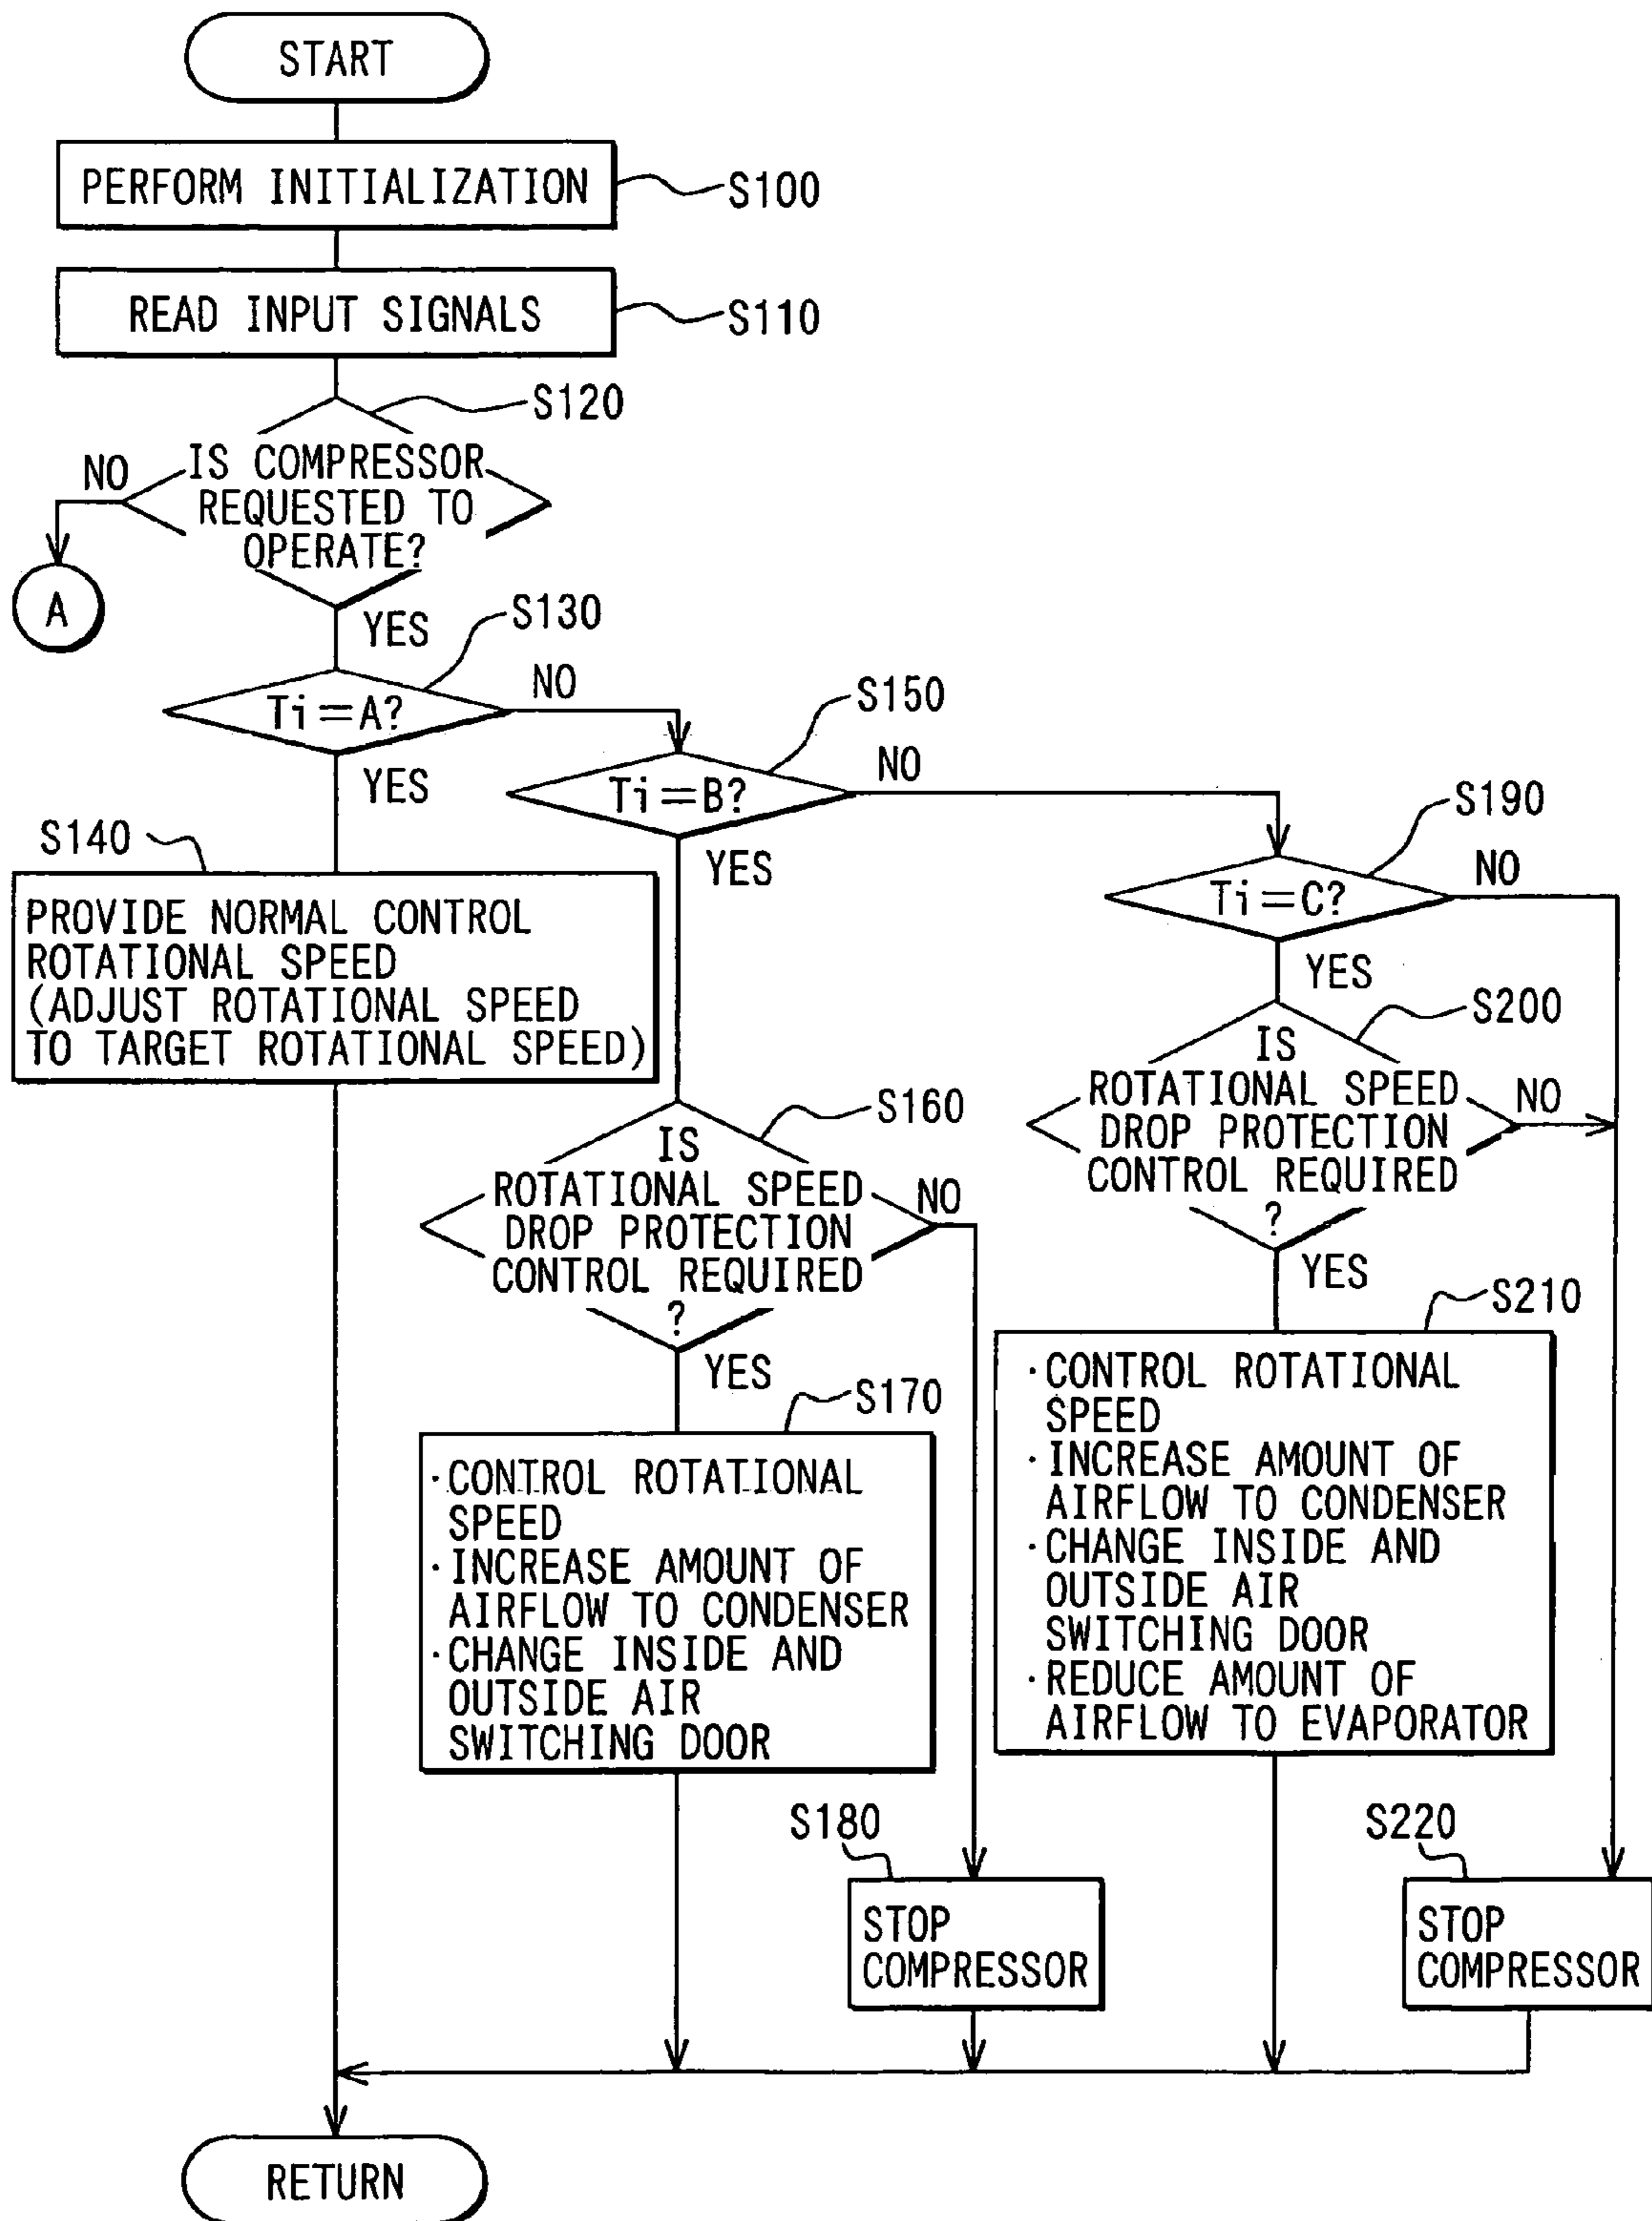 START
PERFORM INITIALIZATION
S100
READ INPUT SIGNALS
S110
S120
IS COMPRESSOR
REQUESTED TO
OPERATE?
NO
A
YES
S130
Ti=A?
NO
YES
S150
Ti=B?
NO
YES
S190
Ti=C?
NO
YES
S140
PROVIDE NORMAL CONTROL
ROTATIONAL SPEED
(ADJUST ROTATIONAL SPEED
TO TARGET ROTATIONAL SPEED)
S200
IS
ROTATIONAL SPEED
DROP PROTECTION
CONTROL REQUIRED
?
NO
YES
S160
IS
ROTATIONAL SPEED
DROP PROTECTION
CONTROL REQUIRED
?
NO
YES
S170
·CONTROL ROTATIONAL
SPEED
·INCREASE AMOUNT OF
AIRFLOW TO CONDENSER
·CHANGE INSIDE AND
OUTSIDE AIR
SWITCHING DOOR
S210
·CONTROL ROTATIONAL
SPEED
·INCREASE AMOUNT OF
AIRFLOW TO CONDENSER
·CHANGE INSIDE AND
OUTSIDE AIR
SWITCHING DOOR
·REDUCE AMOUNT OF
AIRFLOW TO EVAPORATOR
S180
STOP
COMPRESSOR
S220
STOP
COMPRESSOR
RETURN